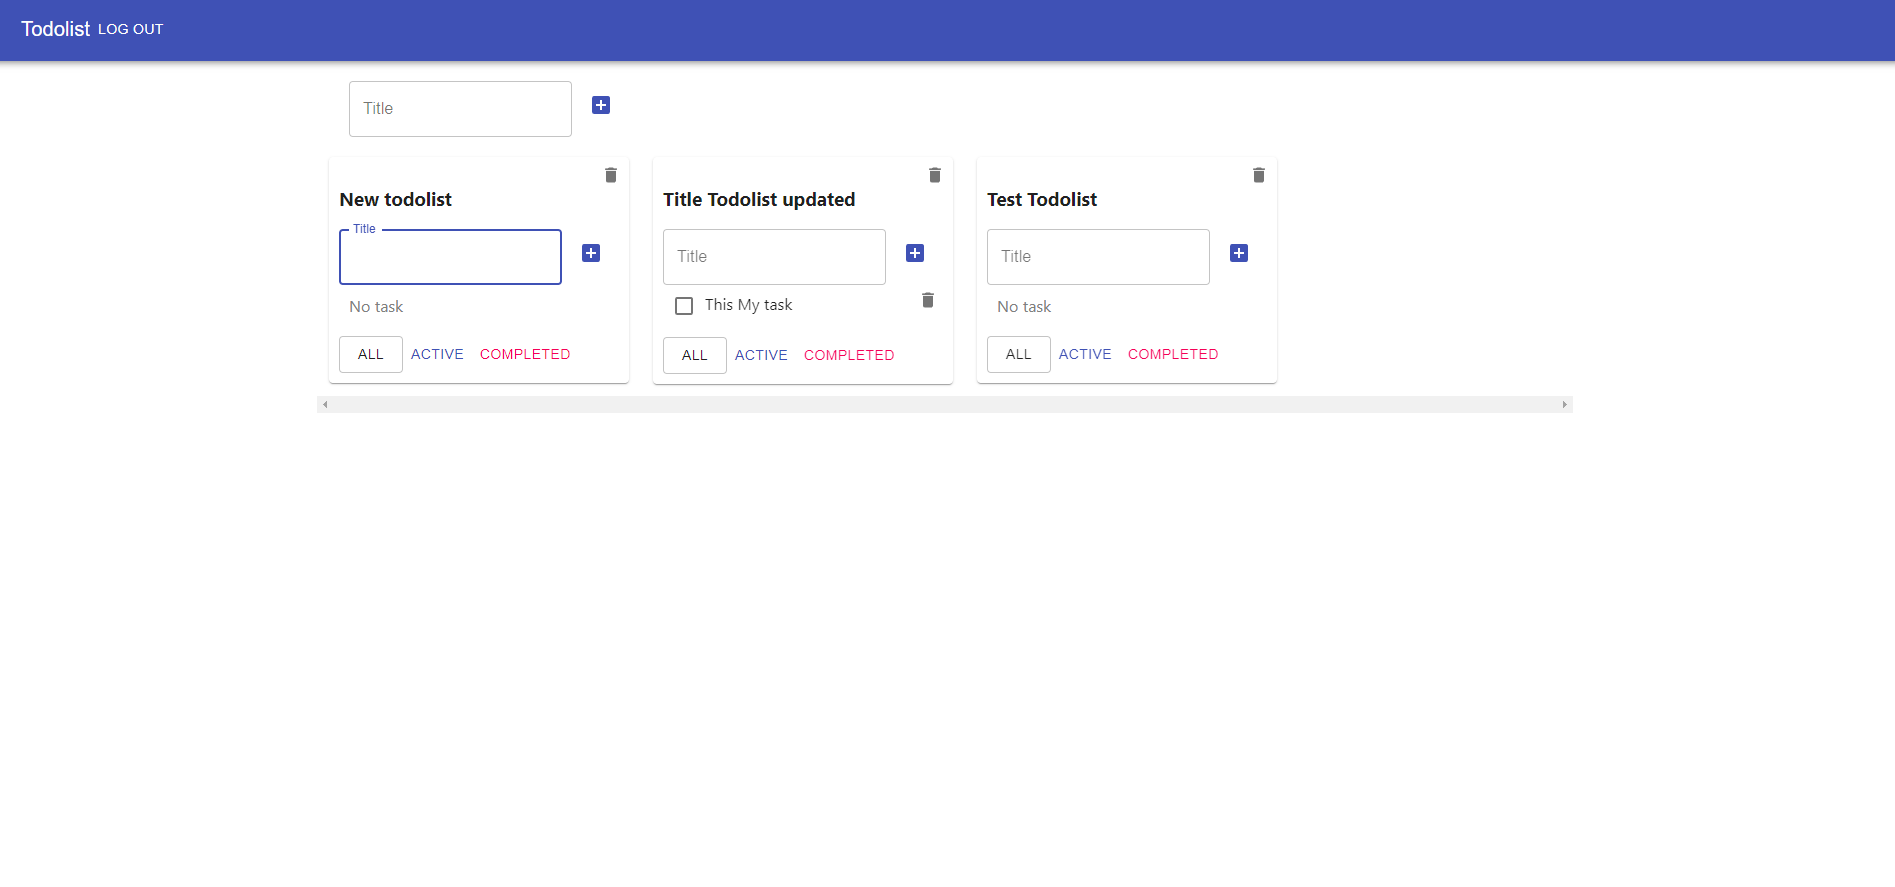 Todolist LOG OUT
Title
New todolist
Title
No task
ALL ACTIVE COMPLETED
Title Todolist updated
Title
This My task
ALL ACTIVE COMPLETED
Test Todolist
Title
No task
ALL ACTIVE COMPLETED